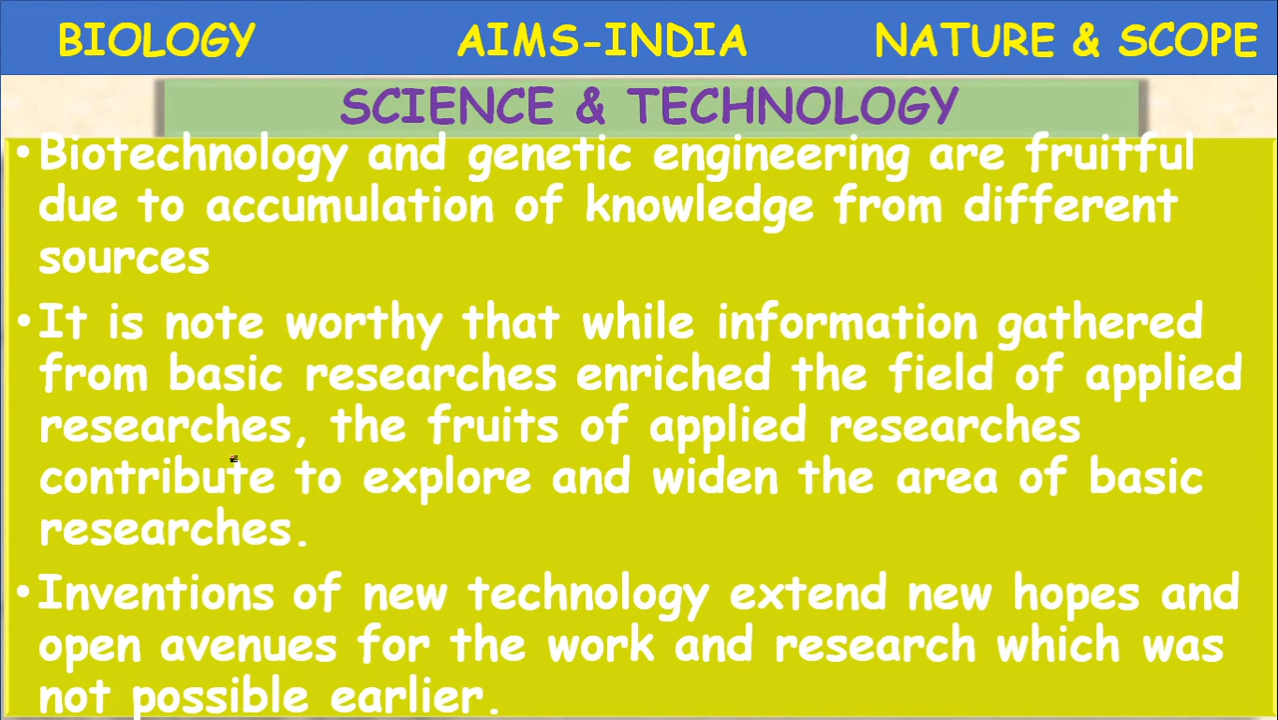 BIOLOGY AIMS-INDIA NATURE & SCOPE
SCIENCE & TECHNOLOGY
•Biotechnology and genetic engineering are fruitful
due to accumulation of knowledge from different
sources
•It is note worthy that while information gathered
from basic researches enriched the field of applied
researches, the fruits of applied researches
contribute to explore and widen the area of basic
researches.
•Inventions of new technology extend new hopes and
open avenues for the work and research which was
not possible earlier.